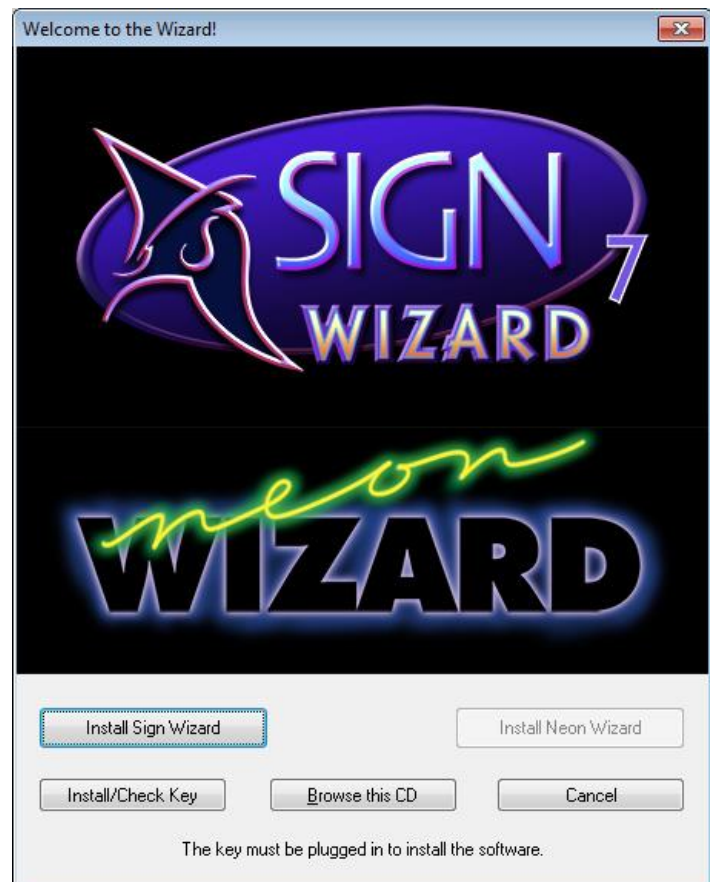 Welcome to the Wizard!
SIGN 7
WIZARD
neon
WIZARD
Install Sign Wizard
Install Neon Wizard
Install/Check Key
Browse this CD
Cancel
The key must be plugged in to install the software.